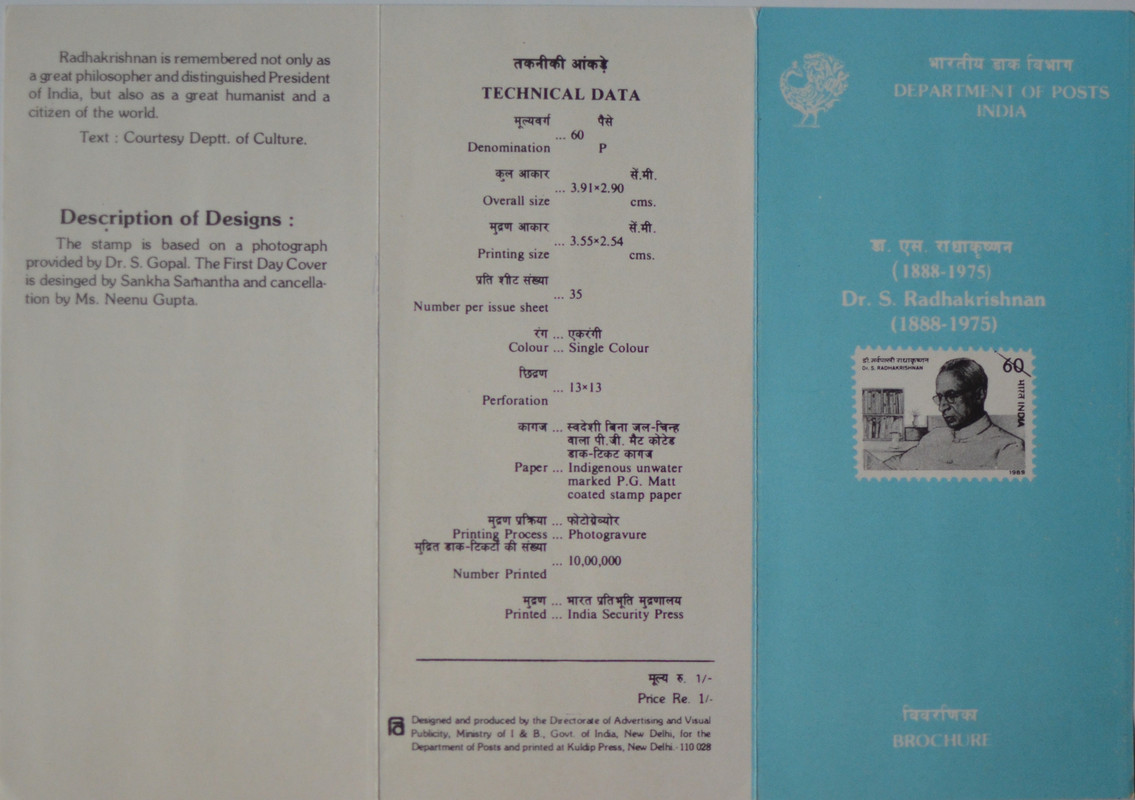 Radhakrishnan is remembered not only as
a great philosopher and distinguished President
of India, but also as a great humanist and a
citizen of the world.
Text : Courtesy Deptt. of Culture.
Description of Designs :
The stamp is based on a photograph
provided by Dr. S. Gopal. The First Day Cover
is desinged by Sankha Samantha and cancella-
tion by Ms. Neenu Gupta.
तकनीकी आंकड़े
TECHNICAL DATA
मूल्यवर्ग पैसे
... 60
Denomination P
कुल आकार सें.मी.
... 3.91×2.90
Overall size cms.
मुद्रण आकार सें.मी.
... 3.55×2.54
Printing size cms.
प्रति शीट संख्या
... 35
Number per issue sheet
रंग ... एकरंगी
Colour ... Single Colour
छिद्रण
... 13×13
Perforation
कागज ... स्वदेशी बिना जल-चिन्ह
वाला पी.जी. मैट कोटेड
डाक-टिकट कागज
Paper ... Indigenous unwater
marked P.G. Matt
coated stamp paper
मुद्रण प्रक्रिया ... फोटोग्रेव्योर
Printing Process ... Photogravure
मुद्रित डाक-टिकटों की संख्या
... 10,00,000
Number Printed
मुद्रण ... भारत प्रतिभूति मुद्रणालय
Printed ... India Security Press
मूल्य रु. 1/-
Price Re. 1/-
Designed and produced by the Directorate of Advertising and Visual
Publicity, Ministry of I & B., Govt. of India, New Delhi, for the
Department of Posts and printed at Kuldip Press, New Delhi.-110 028
भारतीय डाक विभाग
DEPARTMENT OF POSTS
INDIA
डा. एस. राधाकृष्णन
(1888-1975)
Dr. S. Radhakrishnan
(1888-1975)
राधाकृष्णन 60
Dr. S. RADHAKRISHNAN
भारत INDIA
1989
विवरणिका
BROCHURE